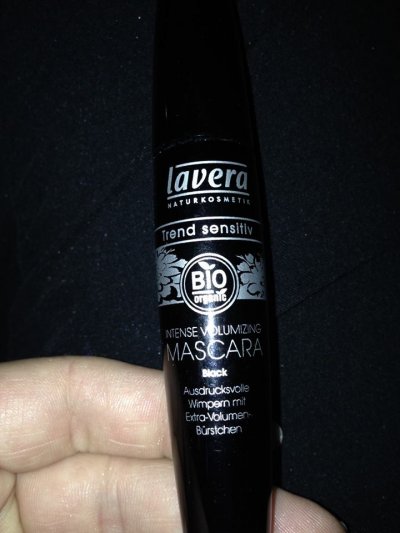 lavera
NATURKOSMETIK
Trend sensitiv
BIO
organic
INTENSE VOLUMIZING
MASCARA
Black
Ausdrucksvolle
Wimpern mit
Extra-Volumen-
Bürstchen